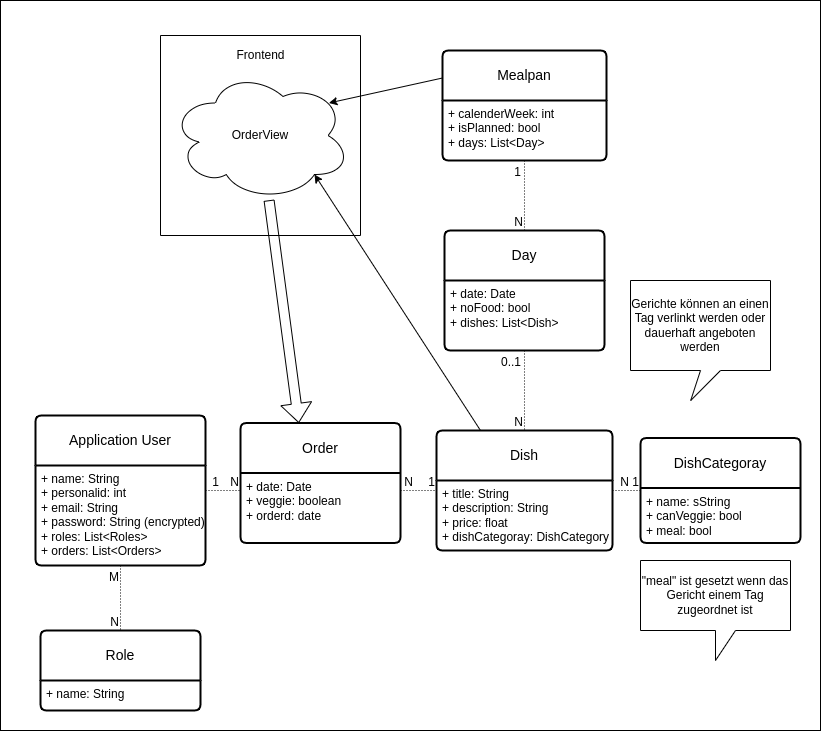 Frontend
OrderView
Mealpan
+ calenderWeek: int
+ isPlanned: bool
+ days: List<Day>
1
N
Day
+ date: Date
+ noFood: bool
+ dishes: List<Dish>
0..1
N
Gerichte können an einen
Tag verlinkt werden oder
dauerhaft angeboten
werden
Application User
+ name: String
+ personalid: int
+ email: String
+ password: String (encrypted)
+ roles: List<Roles>
+ orders: List<Orders>
1 N
Order
+ date: Date
+ veggie: boolean
+ orderd: date
N 1
Dish
+ title: String
+ description: String
+ price: float
+ dishCategoray: DishCategory
N 1
DishCategoray
+ name: sString
+ canVeggie: bool
+ meal: bool
"meal" ist gesetzt wenn das
Gericht einem Tag
zugeordnet ist
M
N
Role
+ name: String